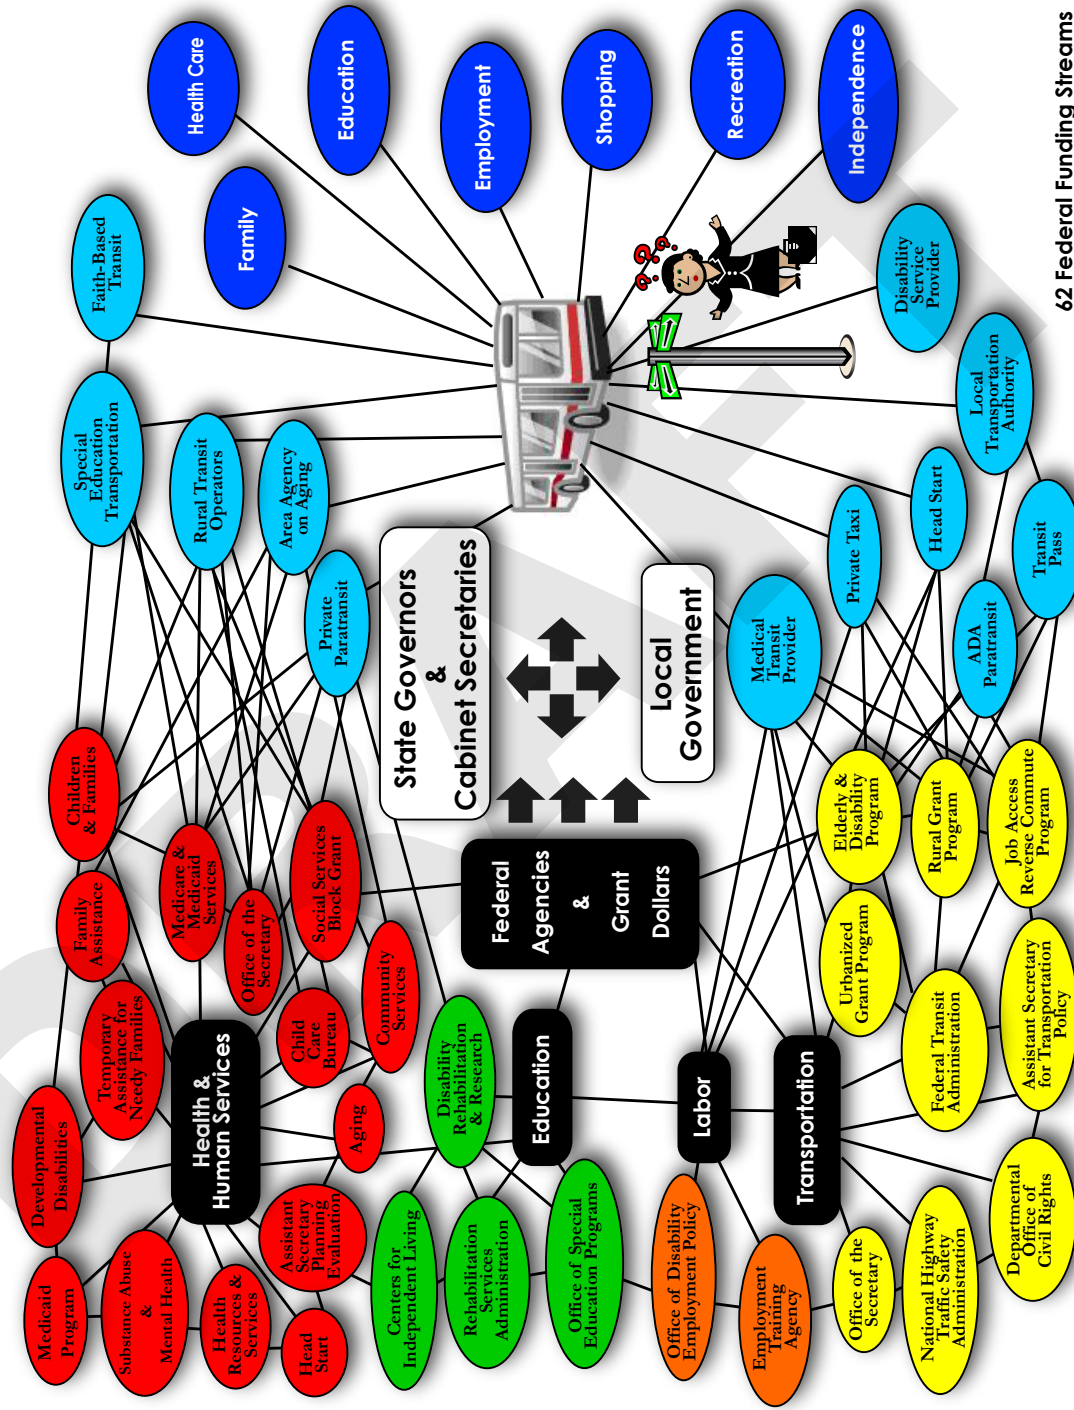 Medicaid
Program
Developmental
Disabilities
Temporary
Assistance for
Needy Families
Family
Assistance
Children
& Families
Special
Education
Transportation
Faith-Based
Transit
Substance Abuse
&
Mental Health
Health
Resources &
Services
Head
Start
Assistant
Secretary
Planning
Evaluation
Aging
Health &
Human Services
Child
Care
Bureau
Community
Services
Office of the
Secretary
Medicare &
Medicaid
Services
Social Services
Block Grant
Rural Transit
Operators
Area Agency
on Aging
Private
Paratransit
Family
Health Care
Education
Employment
Shopping
Recreation
Independence
Centers for
Independent Living
Rehabilitation
Services
Administration
Office of Special
Education Programs
Disability
Rehabilitation
& Research
Education
Federal
Agencies
&
Grant
Dollars
State Governors
&
Cabinet Secretaries
Local
Government
? ? ? ?
Office of Disability
Employment Policy
Employment
Training
Agency
Labor
Transportation
Office of the
Secretary
National Highway
Traffic Safety
Administration
Departmental
Office of
Civil Rights
Assistant Secretary
for Transportation
Policy
Federal Transit
Administration
Urbanized
Grant Program
Elderly &
Disability
Program
Rural Grant
Program
Job Access
Reverse Commute
Program
Medical
Transit
Provider
Private Taxi
Head Start
ADA
Paratransit
Transit
Pass
Local
Transportation
Authority
Disability
Service
Provider
62 Federal Funding Streams
DRAFT